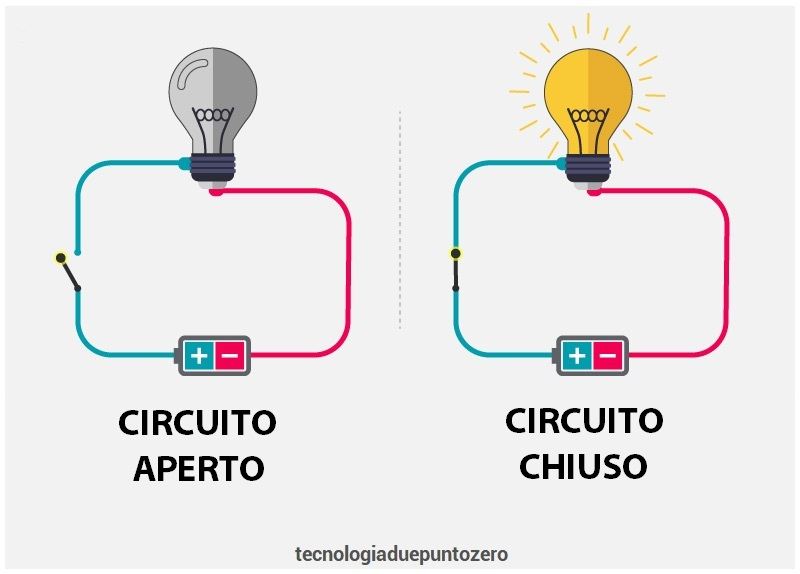 + −
+ −
CIRCUITO
APERTO
CIRCUITO
CHIUSO
tecnologiaduepuntozero